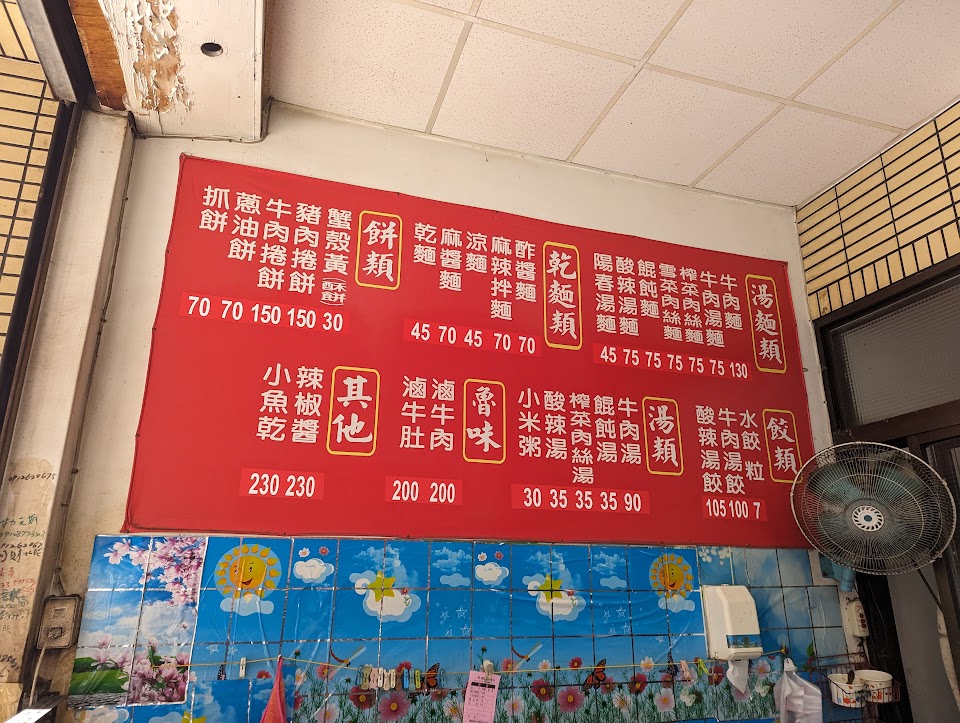 湯麵類
牛肉麵
牛肉湯麵
榨菜肉絲麵
雪菜肉絲麵
餛飩麵
酸辣湯麵
陽春湯麵
45 75 75 75 75 75 130
乾麵類
酢醬麵
麻辣拌麵
涼麵
麻醬麵
乾麵
45 70 45 70 70
餅類
蟹殼黃(酥餅)
豬肉捲餅
牛肉捲餅
蔥油餅
抓餅
70 70 150 150 30
餃類
水餃 粒
牛肉湯餃
酸辣湯餃
105 100 7
湯類
牛肉湯
餛飩湯
榨菜肉絲湯
酸辣湯
小米粥
30 35 35 35 90
魯味
滷牛肉
滷牛肚
200 200
其他
辣椒醬
小魚乾
230 230